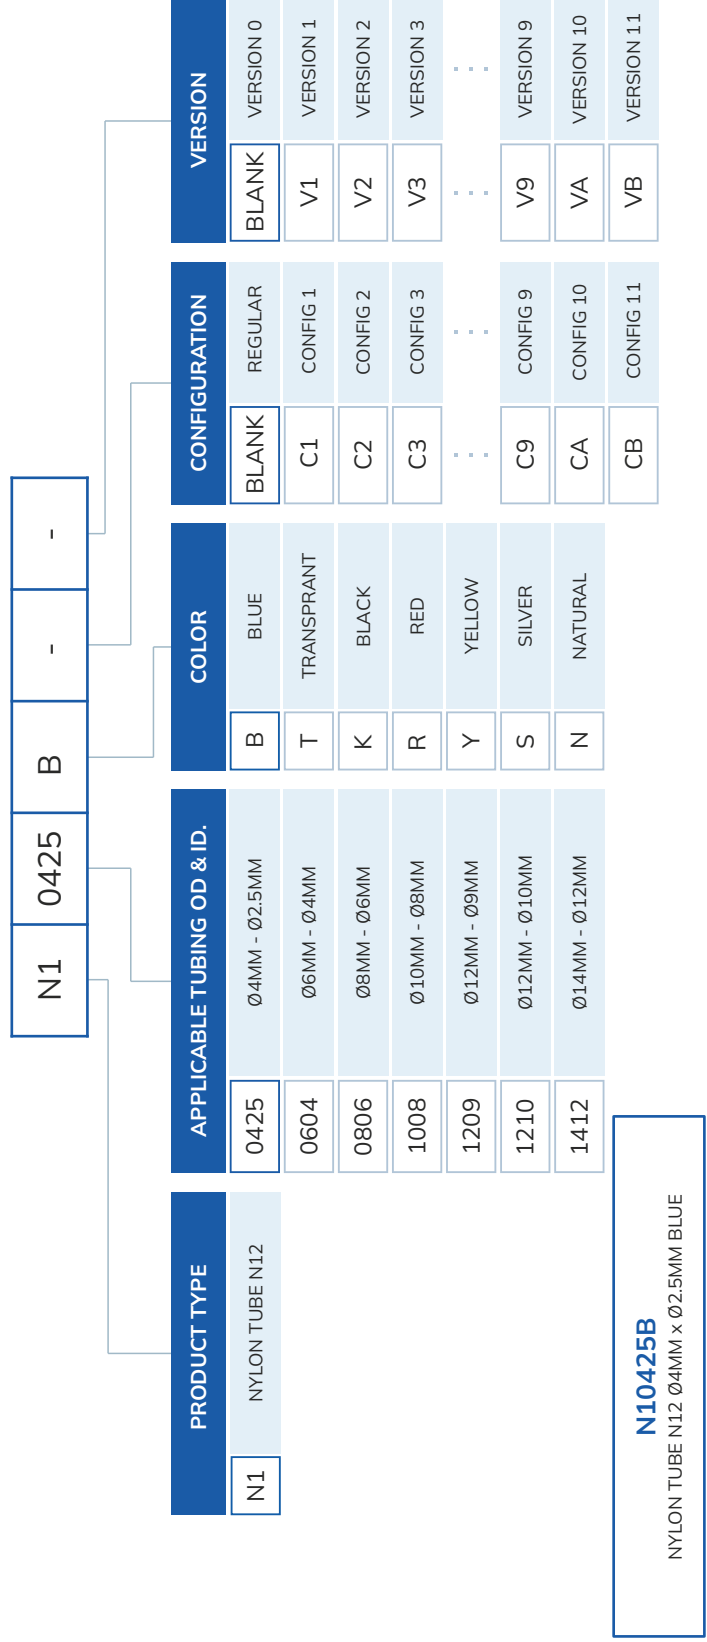 N1 0425 B - -
PRODUCT TYPE
N1 NYLON TUBE N12
APPLICABLE TUBING OD & ID.
0425 Ø4MM - Ø2.5MM
0604 Ø6MM - Ø4MM
0806 Ø8MM - Ø6MM
1008 Ø10MM - Ø8MM
1209 Ø12MM - Ø9MM
1210 Ø12MM - Ø10MM
1412 Ø14MM - Ø12MM
COLOR
B BLUE
T TRANSPRANT
K BLACK
R RED
Y YELLOW
S SILVER
N NATURAL
CONFIGURATION
BLANK REGULAR
C1 CONFIG 1
C2 CONFIG 2
C3 CONFIG 3
. . . . . .
C9 CONFIG 9
CA CONFIG 10
CB CONFIG 11
VERSION
BLANK VERSION 0
V1 VERSION 1
V2 VERSION 2
V3 VERSION 3
. . . . . .
V9 VERSION 9
VA VERSION 10
VB VERSION 11
N10425B
NYLON TUBE N12 Ø4MM x Ø2.5MM BLUE